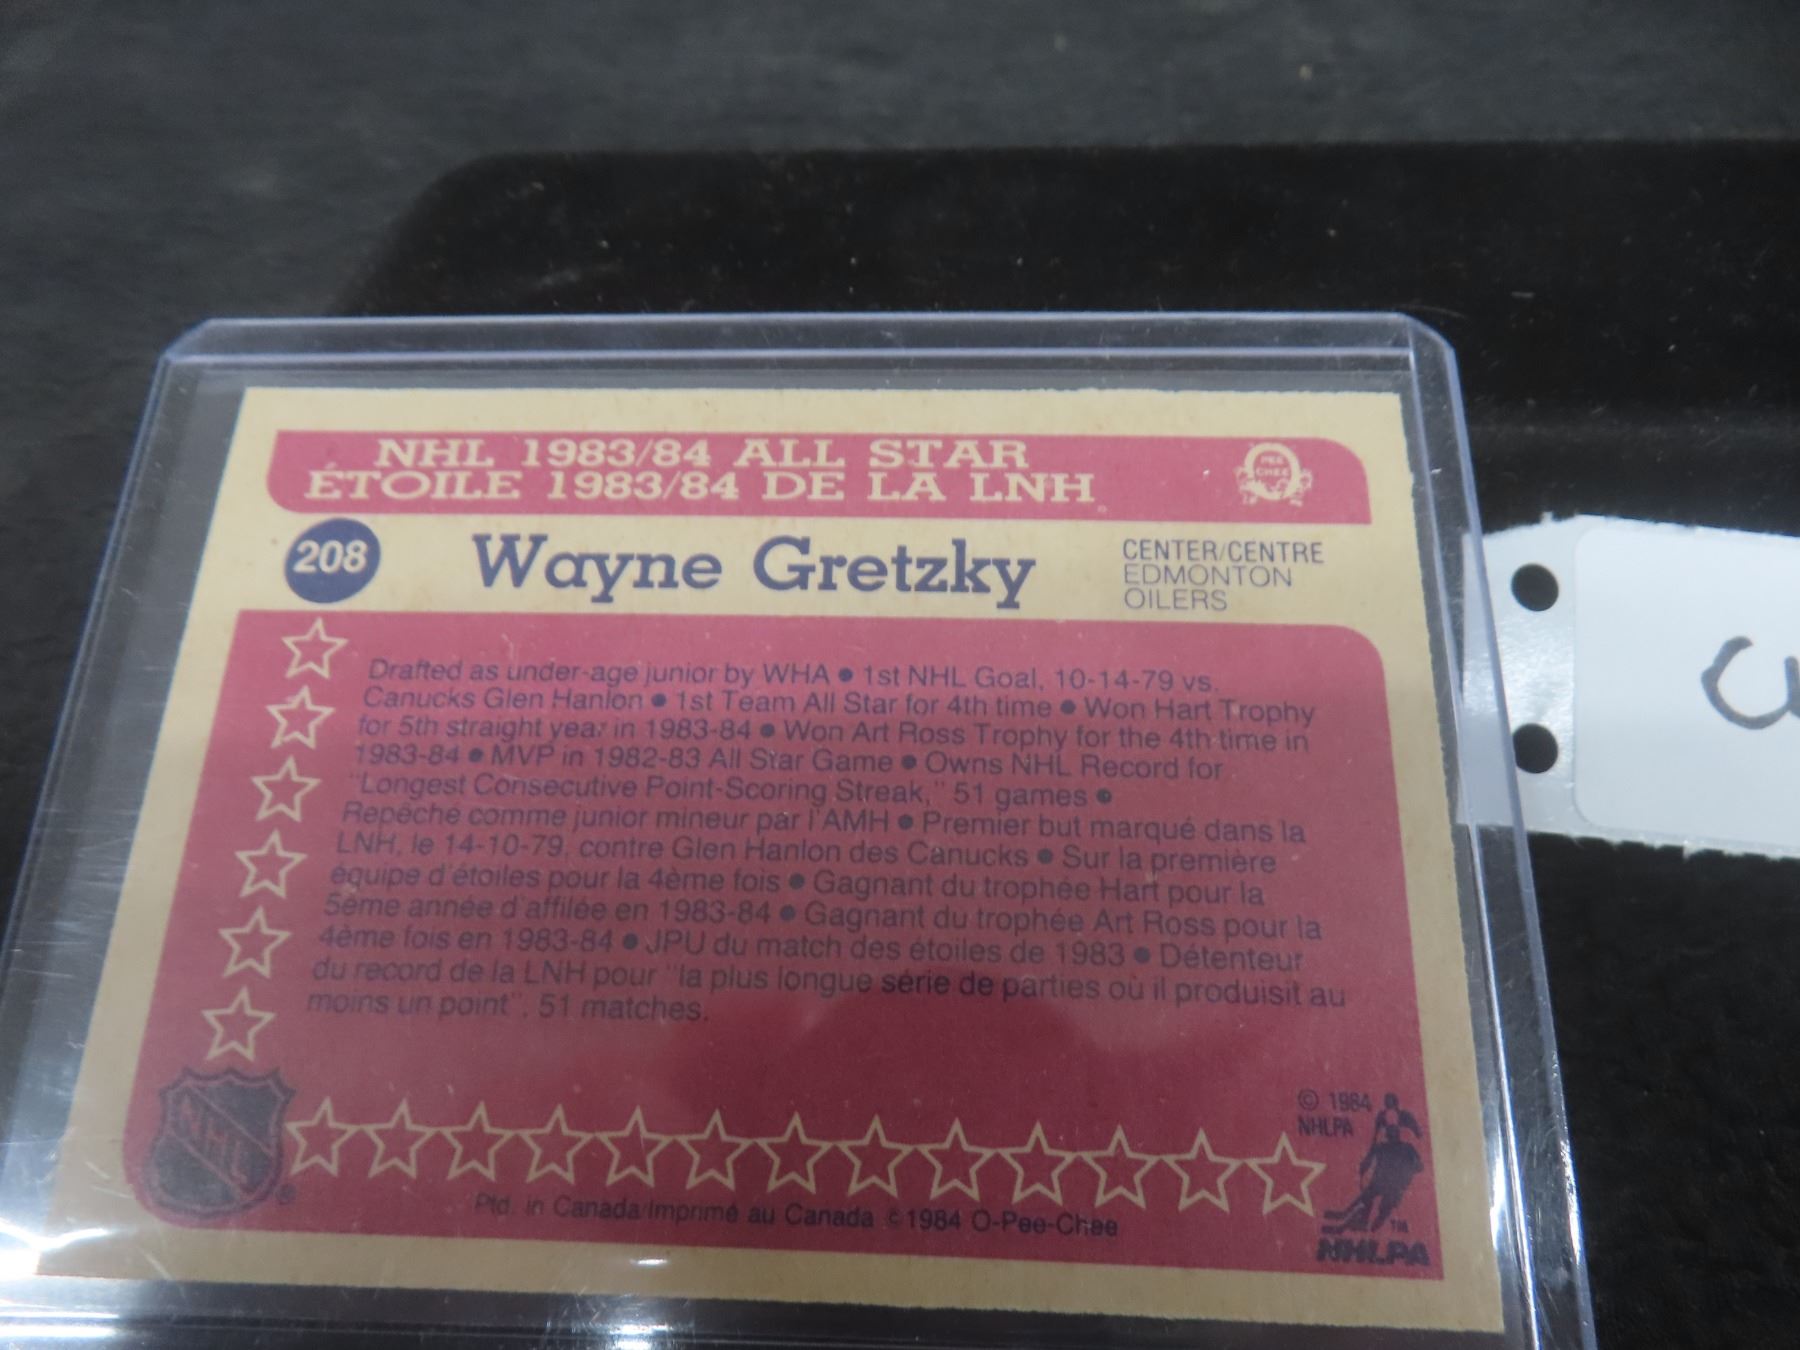 NHL 1983/84 ALL STAR
ÉTOILE 1983/84 DE LA LNH
O PEE CHEE
208
Wayne Gretzky
CENTER/CENTRE
EDMONTON
OILERS
Drafted as under-age junior by WHA • 1st NHL Goal, 10-14-79 vs.
Canucks Glen Hanlon • 1st Team All Star for 4th time • Won Hart Trophy
for 5th straight year in 1983-84 • Won Art Ross Trophy for the 4th time in
1983-84 • MVP in 1982-83 All Star Game • Owns NHL Record for
"Longest Consecutive Point-Scoring Streak," 51 games •
Repêche comme junior mineur par l'AMH • Premier but marqué dans la
LNH, le 14-10-79, contre Glen Hanlon des Canucks • Sur la première
équipe d'étoiles pour la 4ème fois • Gagnant du trophée Hart pour la
5ème année d'affilée en 1983-84 • Gagnant du trophée Art Ross pour la
4ème fois en 1983-84 • JPU du match des étoiles de 1983 • Détenteur
du record de la LNH pour "la plus longue série de parties où il produisit au
moins un point", 51 matches.
NHL ®
© 1984
NHLPA
Ptd. in Canada/Imprimé au Canada © 1984 O-Pee-Chee
TM
NHLPA